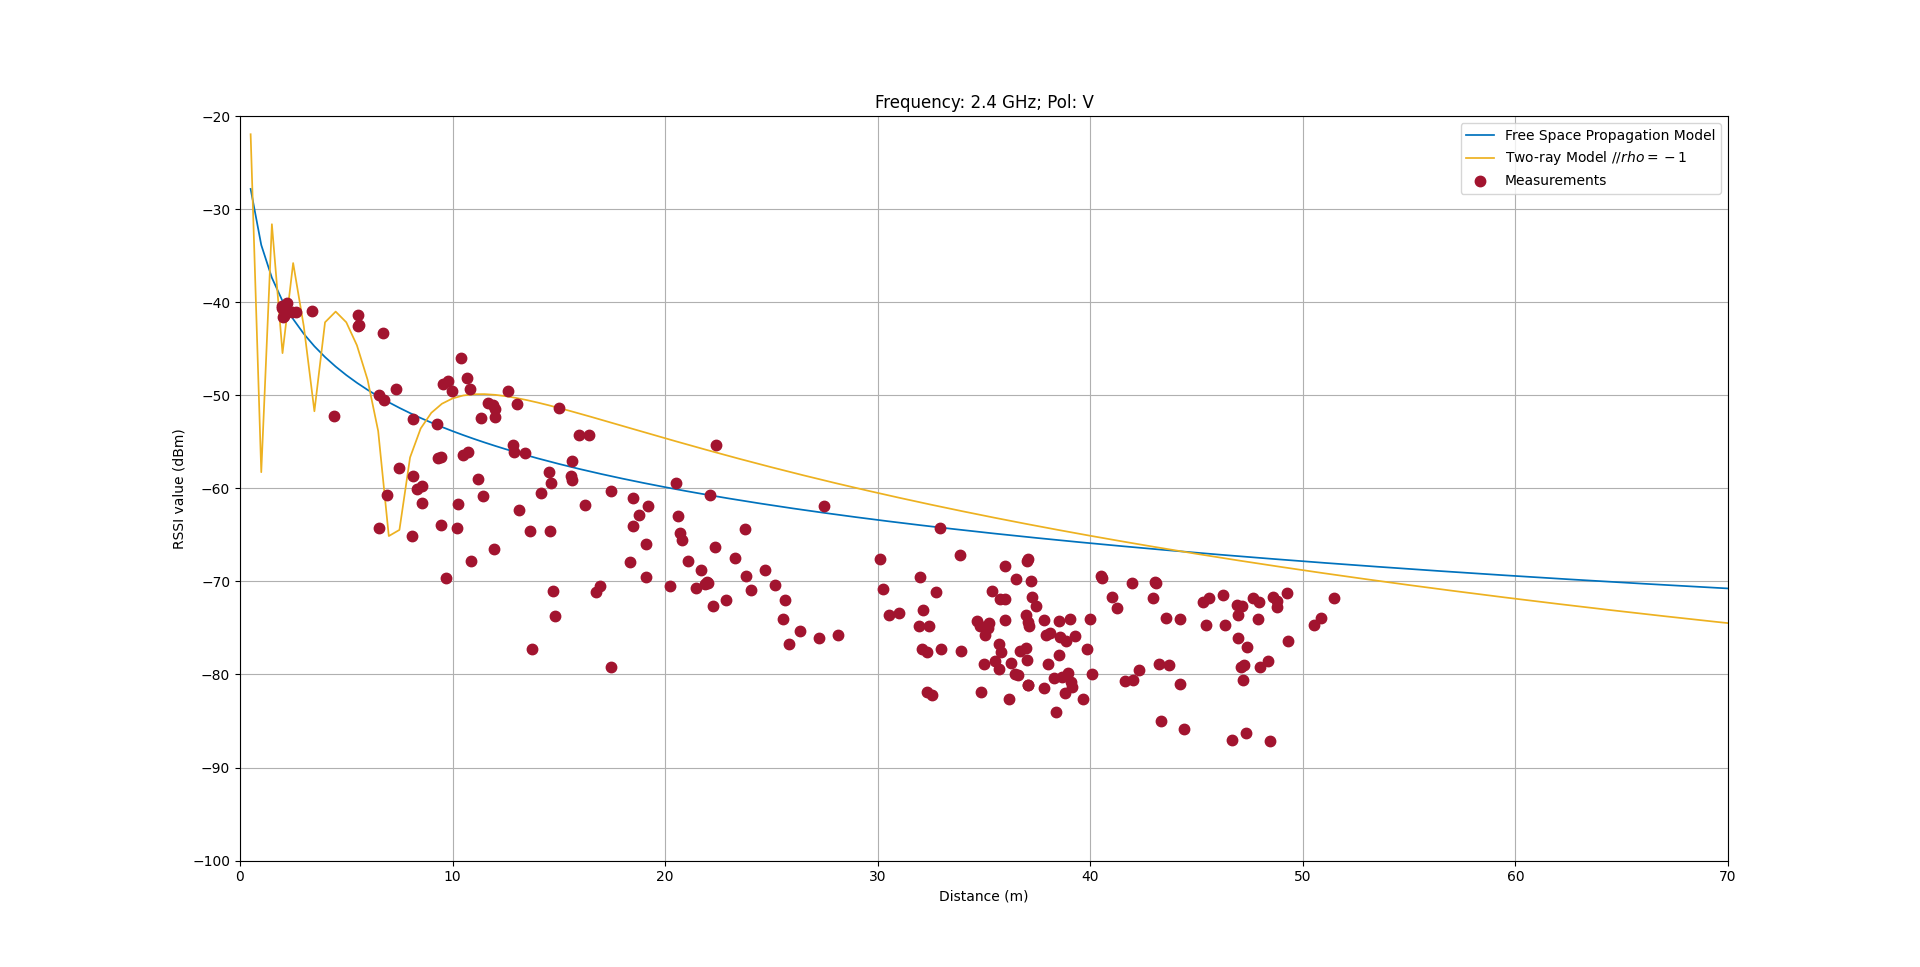 Frequency: 2.4 GHz; Pol: V
RSSI value (dBm)
−20
−30
−40
−50
−60
−70
−80
−90
−100
Free Space Propagation Model
Two-ray Model //rho = −1
Measurements
0 10 20 30 40 50 60 70
Distance (m)